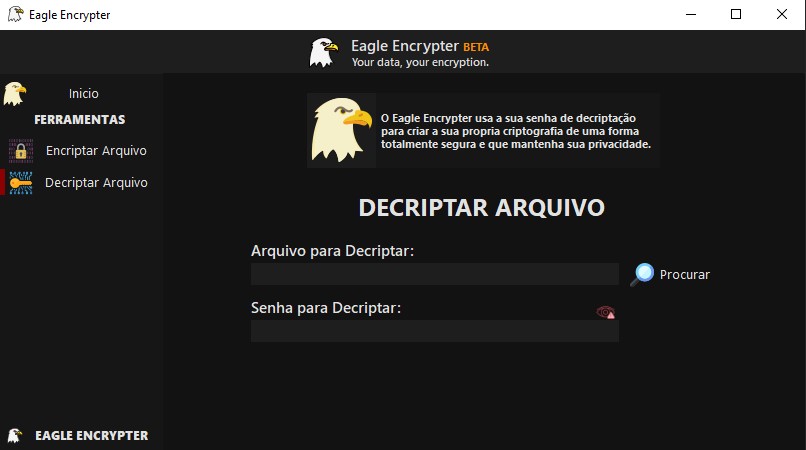 Eagle Encrypter
Eagle Encrypter BETA
Your data, your encryption.
Inicio
FERRAMENTAS
Encriptar Arquivo
Decriptar Arquivo
O Eagle Encrypter usa a sua senha de decriptação
para criar a sua propria criptografia de uma forma
totalmente segura e que mantenha sua privacidade.
DECRIPTAR ARQUIVO
Arquivo para Decriptar:
Procurar
Senha para Decriptar:
EAGLE ENCRYPTER